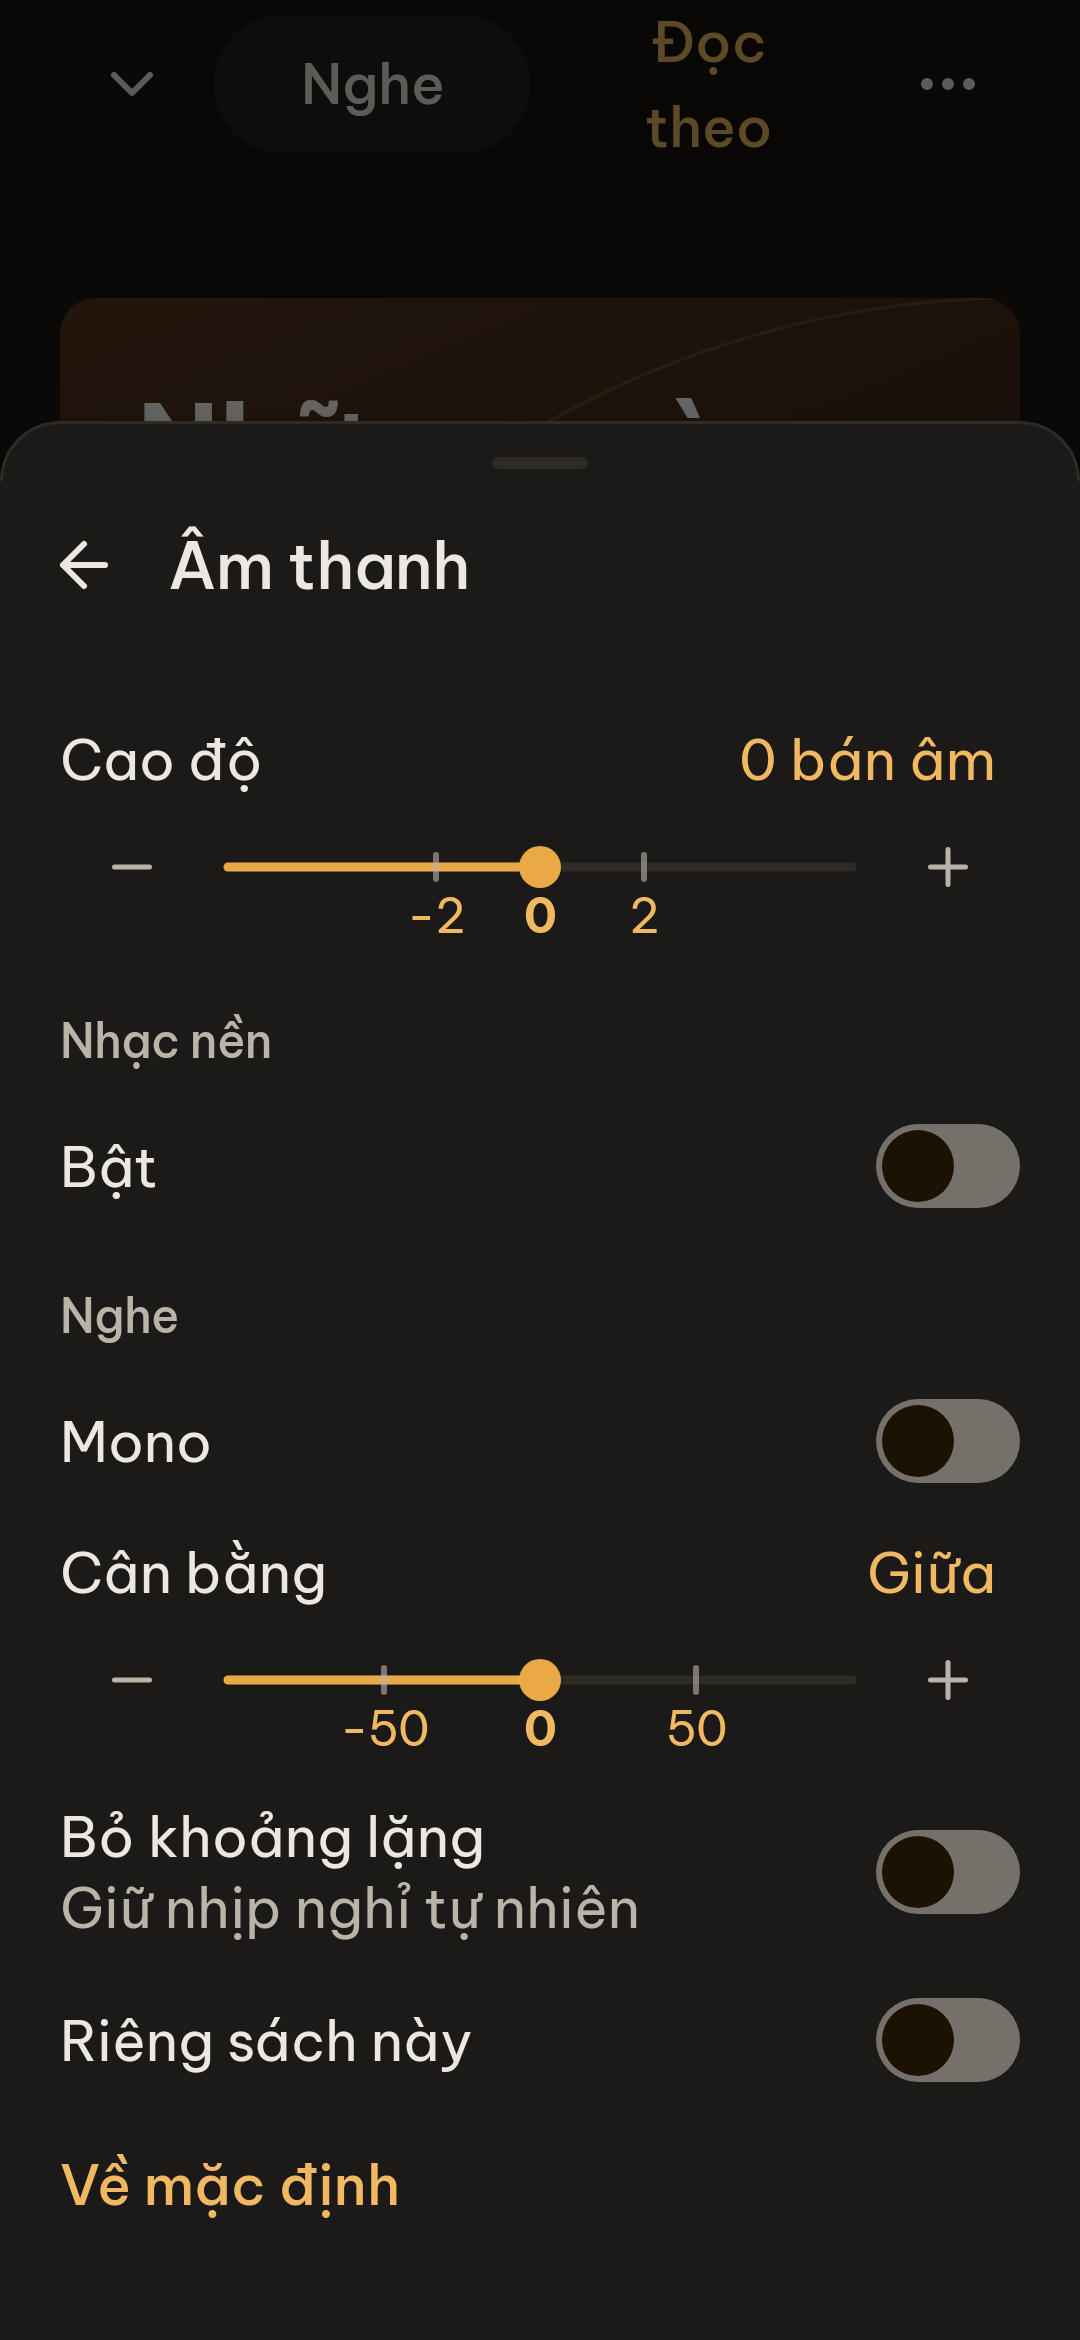 Nghe
Đọc
theo
Âm thanh
Cao độ
0 bán âm
-2 0 2
Nhạc nền
Bật
Nghe
Mono
Cân bằng
Giữa
-50 0 50
Bỏ khoảng lặng
Giữ nhịp nghỉ tự nhiên
Riêng sách này
Về mặc định